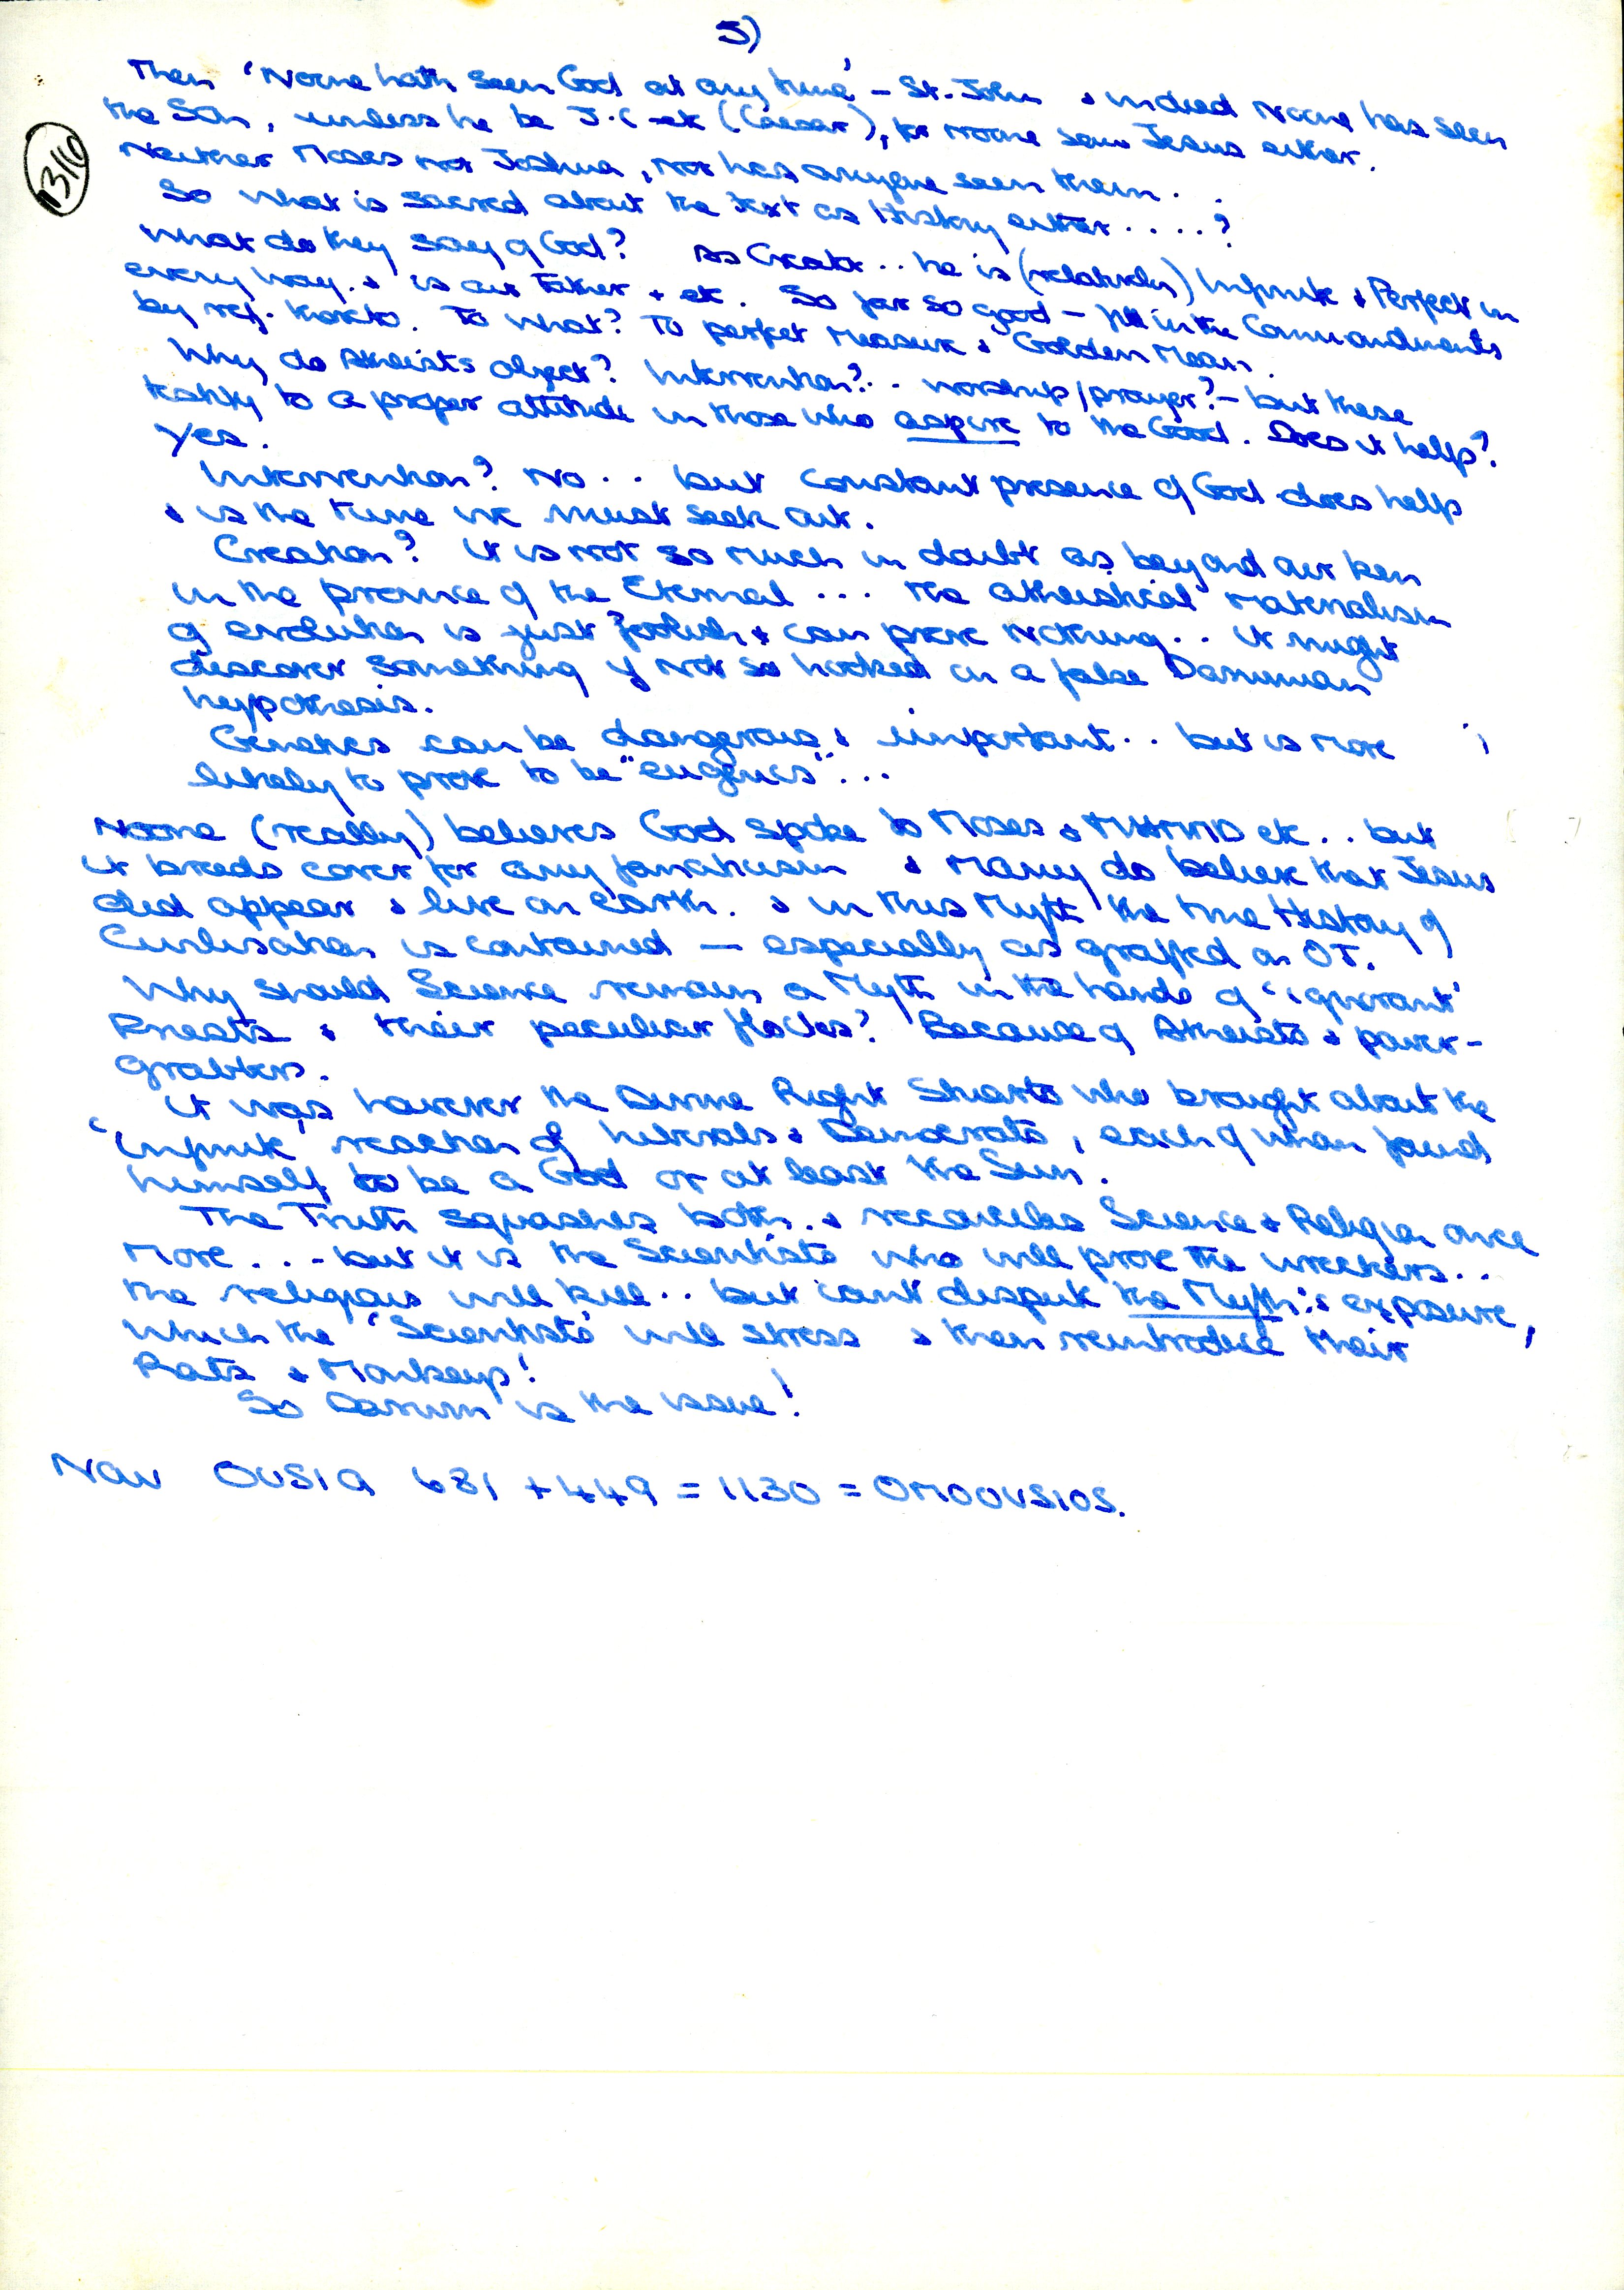 3)
Then 'Noone hath seen God at any time' – St. John & indeed Noone has seen
the Son, unless he be J.C etc (Caesar), for noone saw Jesus either.
13/10
Neither Moses nor Joshua, nor has anyone seen them. .
So what is sacred about the text as History either ....?
What do they say of God? As Creator .. he is (relatively) Infinite & Perfect in
every way. & is our Father & etc. So far so good – fill in the Commandments
by ref. thereto. To what? To perfect Measure & Golden Mean.
Why do Atheists object? Intervention? .. worship/prayer? – but these
testify to a proper attitude in those who aspire to the Good. Does it help?
Yes.
Intervention? No .. but constant presence of God does help
& is the tune we must seek out.
Creation? It is not so much in doubt as beyond our ken
in the province of the Eternal ... the atheistical materialism
of evolution is just foolish & can prove nothing .. it might
discover something if not so hooked on a false Darwinian
hypothesis.
Genetics can be dangerous & important .. but is more
likely to prove to be "eugenics" ...
Noone (really) believes God spoke to Moses & etc .. but
it breeds cover for any fanaticism & Many do believe that Jesus
did appear & live on earth. & in this Myth the true History of
Civilisation is contained — especially as grafted on OT.
Why should Science remain a Myth in the hands of 'ignorant'
Priests & their peculiar flocks? Because of Atheists & power-
Grabbers.
It was however the Divine Right Stuarts who brought about the
'infinite' reaction of Liberals & Democrats, each of whom found
himself to be a God or at least the Sun.
The Truth squashes both. & reconciles Science & Religion once
more ... - but it is the Scientists who will prove the wreckers ..
the religious will kill .. but can't dispute the Myth's exposure,
which the 'Scientists' will stress & then reintroduce their
Rats & Monkeys!
So Darwin is the issue!
Now OUSIA 681 + 449 = 1130 = OMOOUSIOS.